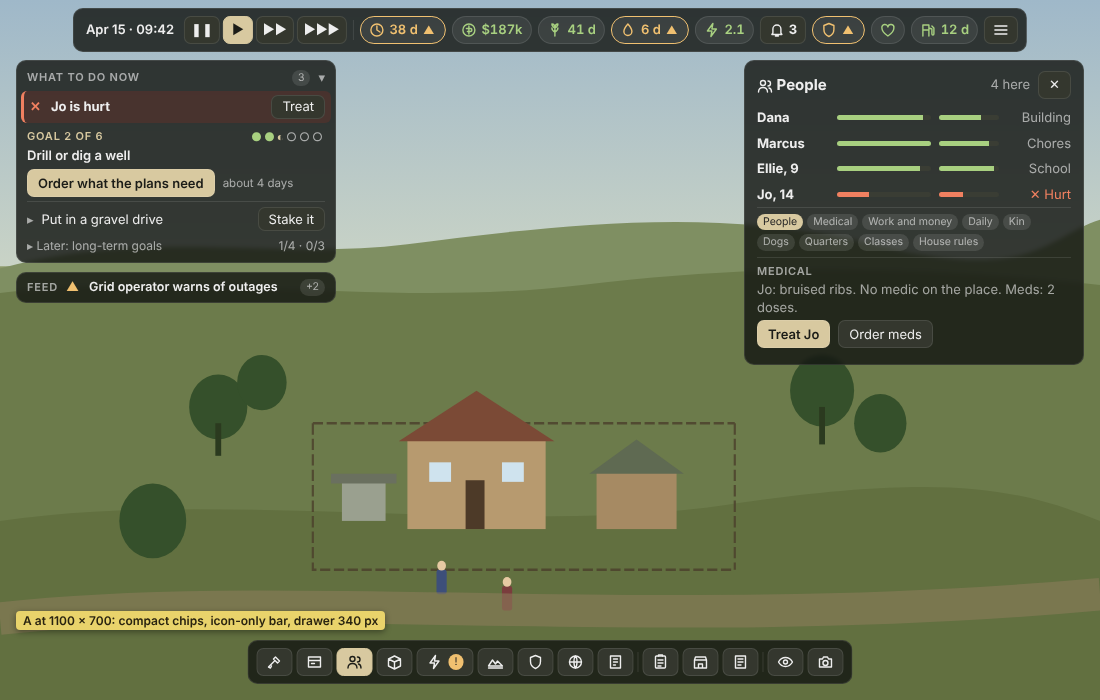 Apr 15 · 09:42
38 d
$187k
41 d
6 d
2.1
3
12 d
WHAT TO DO NOW
3
Jo is hurt
Treat
GOAL 2 OF 6
Drill or dig a well
Order what the plans need
about 4 days
Put in a gravel drive
Stake it
Later: long-term goals
1/4 · 0/3
FEED
Grid operator warns of outages
+2
People
4 here
Dana
Building
Marcus
Chores
Ellie, 9
School
Jo, 14
Hurt
People Medical Work and money Daily Kin
Dogs Quarters Classes House rules
MEDICAL
Jo: bruised ribs. No medic on the place. Meds: 2
doses.
Treat Jo
Order meds
A at 1100 × 700: compact chips, icon-only bar, drawer 340 px
!